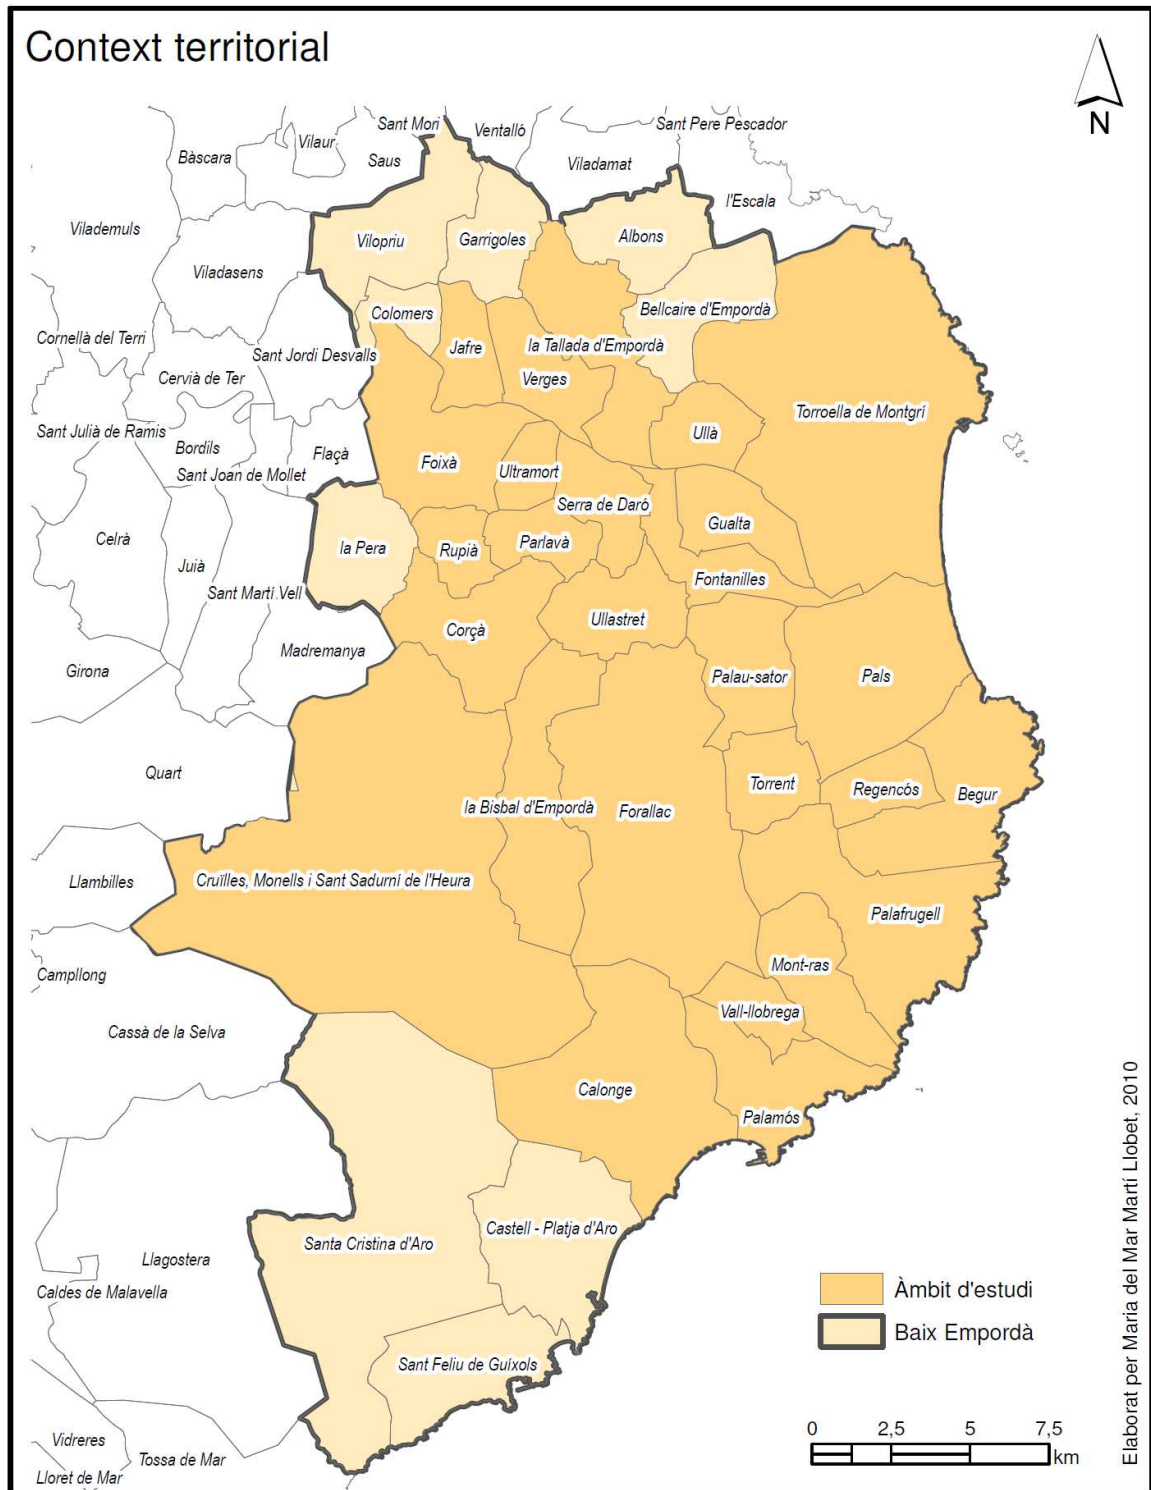 Context territorial
N
Sant Mori
Ventalló
Sant Pere Pescador
Vilaur
Bàscara
Saus
Viladamat
l'Escala
Vilademuls
Vilopriu
Garrigoles
Albons
Viladasens
Colomers
Bellcaire d'Empordà
Cornellà del Terri
Sant Jordi Desvalls
Jafre
la Tallada d'Empordà
Cervià de Ter
Verges
Torroella de Montgrí
Sant Julià de Ramis
Bordils
Flaçà
Ullà
Sant Joan de Mollet
Foixà
Ultramort
Serra de Daró
Celrà
la Pera
Rupià
Parlavà
Gualta
Juià
Sant Martí Vell
Fontanilles
Ullastret
Corçà
Madremanya
Girona
Palau-sator
Pals
Quart
Torrent
Regencós
Begur
la Bisbal d'Empordà
Forallac
Llambilles
Cruïlles, Monells i Sant Sadurní de l'Heura
Palafrugell
Campllong
Mont-ras
Vall-llobrega
Cassà de la Selva
Calonge
Palamós
Castell - Platja d'Aro
Santa Cristina d'Aro
Llagostera
Caldes de Malavella
Sant Feliu de Guíxols
Vidreres
Tossa de Mar
Lloret de Mar
Àmbit d'estudi
Baix Empordà
0 2,5 5 7,5
km
Elaborat per Maria del Mar Martí Llobet, 2010